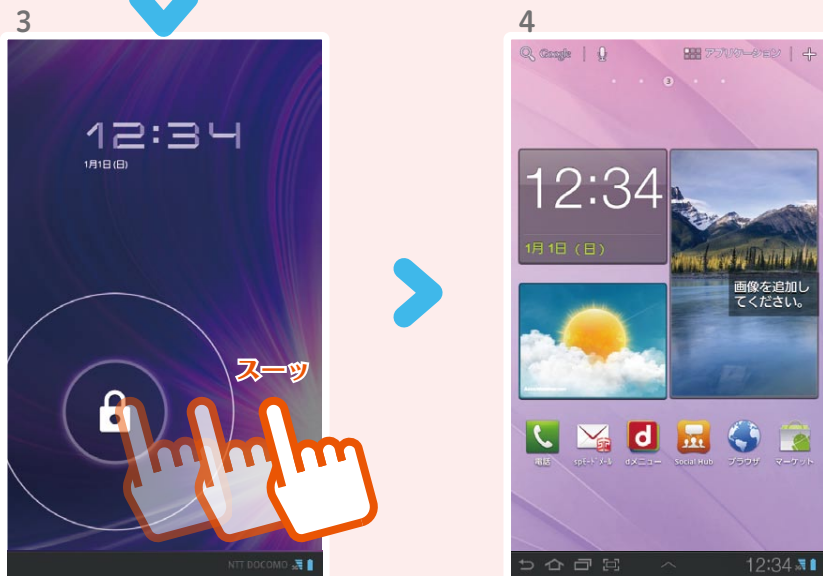 3
12:34
1月1日(日)
スーッ
NTT DOCOMO
4
Google
アプリケーション
3
12:34
1月1日（日）
画像を追加し
てください。
電話
spモードメール
dメニュー
Social Hub
ブラウザ
マーケット
12:34